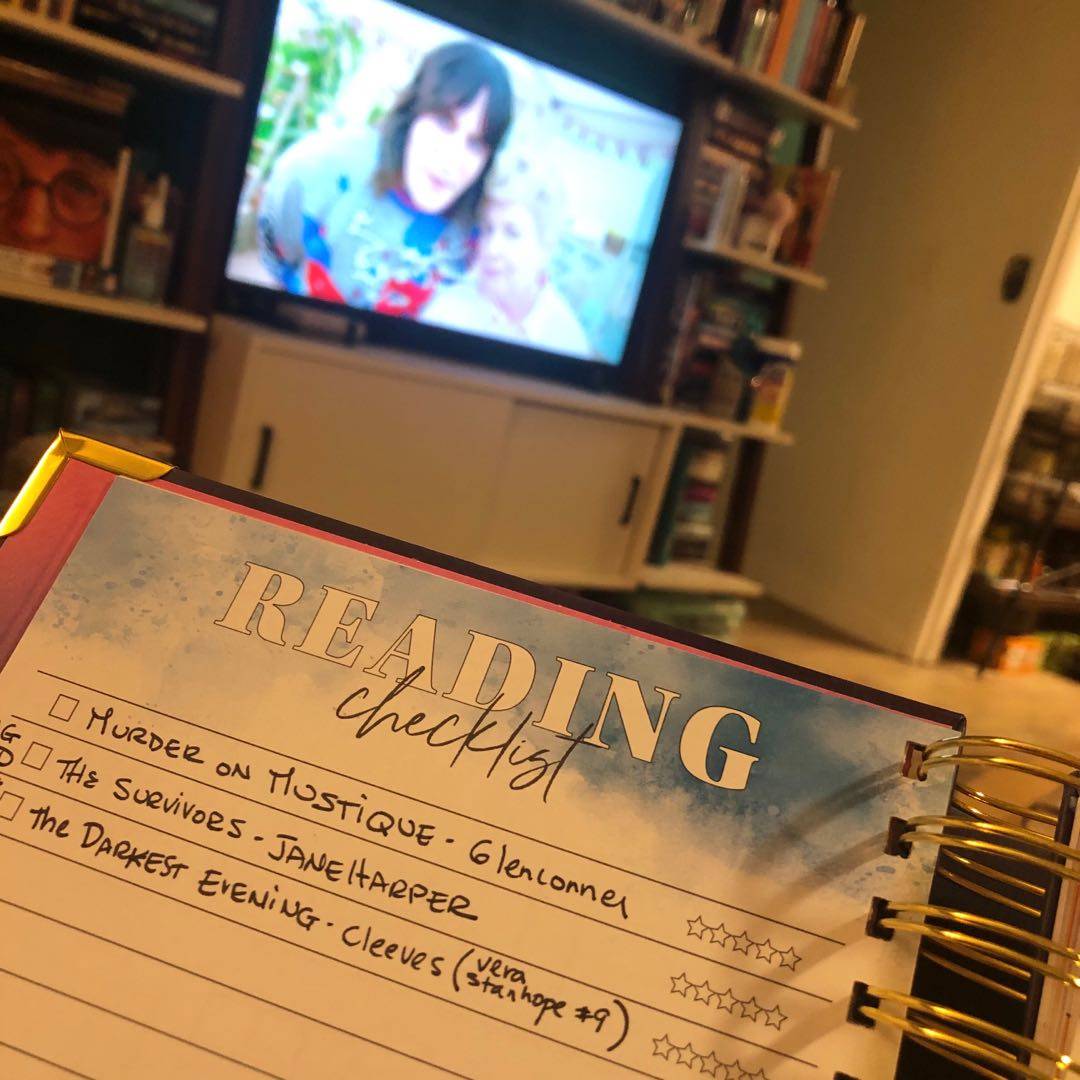 READING
checklist
MURDER ON MUSTIQUE - Glenconner
THE SURVIVORS - JANE HARPER
the DARKEST EVENING - Cleeves (vera stanhope #9)